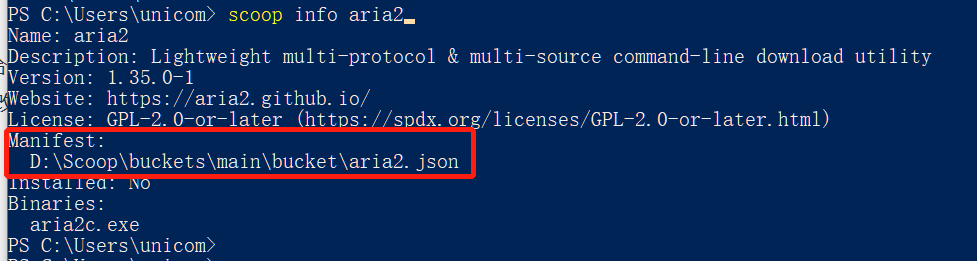 PS C:\Users\unicom> scoop info aria2
Name: aria2
Description: Lightweight multi-protocol & multi-source command-line download utility
Version: 1.35.0-1
Website: https://aria2.github.io/
License: GPL-2.0-or-later (https://spdx.org/licenses/GPL-2.0-or-later.html)
Manifest:
  D:\Scoop\buckets\main\bucket\aria2.json
Installed: No
Binaries:
  aria2c.exe
PS C:\Users\unicom>